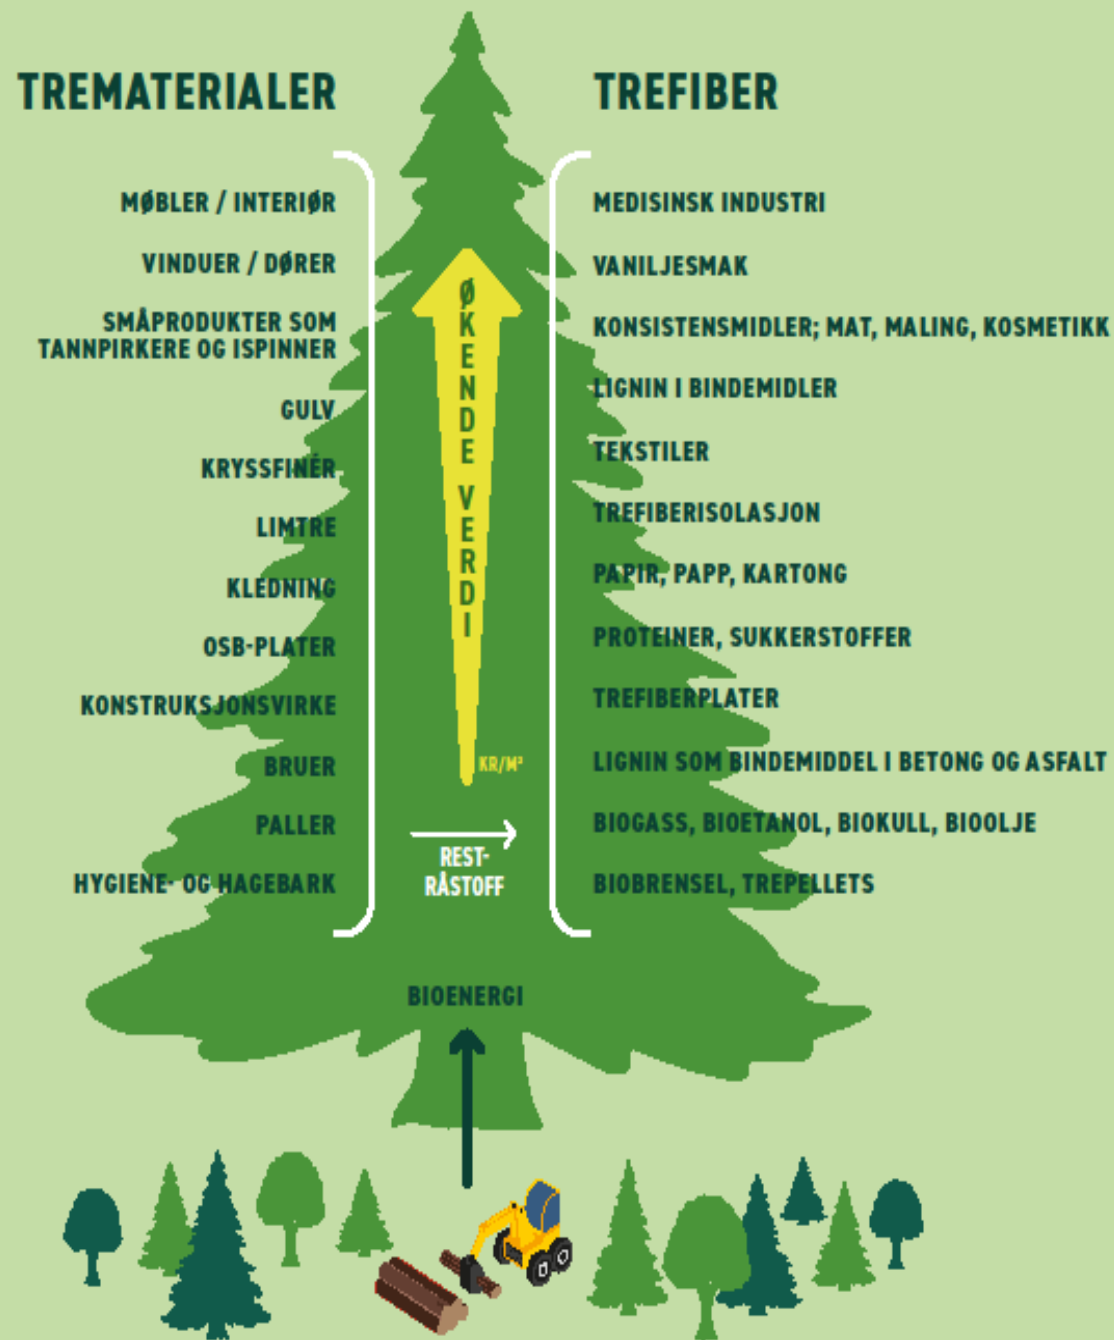 TREMATERIALER
MØBLER / INTERIØR
VINDUER / DØRER
SMÅPRODUKTER SOM
TANNPIRKERE OG ISPINNER
GULV
KRYSSFINÉR
LIMTRE
KLEDNING
OSB-PLATER
KONSTRUKSJONSVIRKE
BRUER
PALLER
HYGIENE- OG HAGEBARK
ØKENDE VERDI
KR/M³
REST-
RÅSTOFF
TREFIBER
MEDISINSK INDUSTRI
VANILJESMAK
KONSISTENSMIDLER; MAT, MALING, KOSMETIKK
LIGNIN I BINDEMIDLER
TEKSTILER
TREFIBERISOLASJON
PAPIR, PAPP, KARTONG
PROTEINER, SUKKERSTOFFER
TREFIBERPLATER
LIGNIN SOM BINDEMIDDEL I BETONG OG ASFALT
BIOGASS, BIOETANOL, BIOKULL, BIOOLJE
BIOBRENSEL, TREPELLETS
BIOENERGI